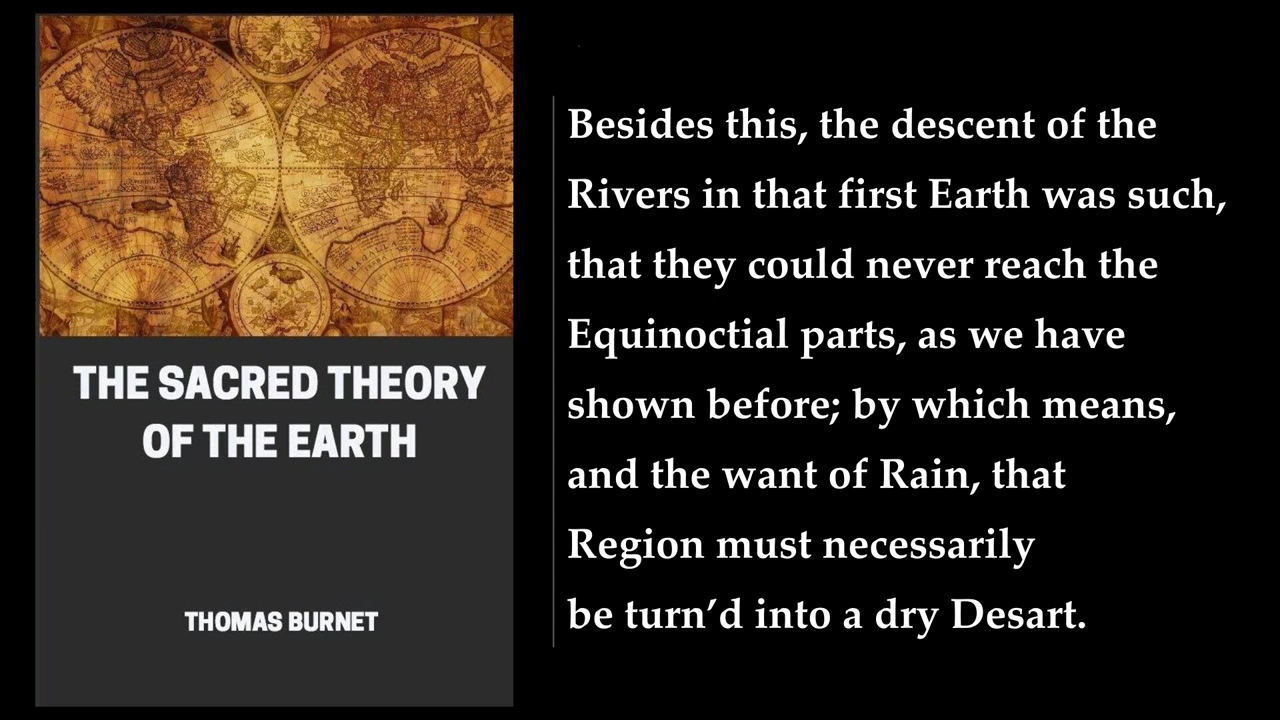 THE SACRED THEORY
OF THE EARTH
THOMAS BURNET
Besides this, the descent of the
Rivers in that first Earth was such,
that they could never reach the
Equinoctial parts, as we have
shown before; by which means,
and the want of Rain, that
Region must necessarily
be turn’d into a dry Desart.